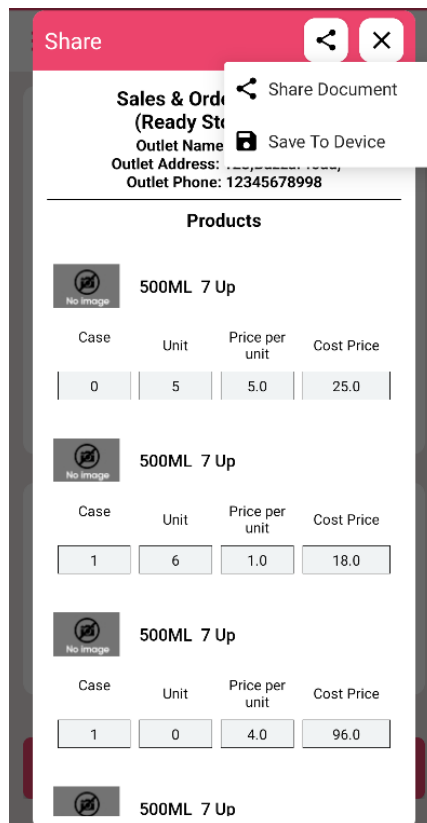 Share
Share Document
Save To Device
Sales & Ord
(Ready Sto
Outlet Name
Outlet Address:
Outlet Phone: 12345678998
Products
No image
500ML 7 Up
Case Unit Price per unit Cost Price
0 5 5.0 25.0
No image
500ML 7 Up
Case Unit Price per unit Cost Price
1 6 1.0 18.0
No image
500ML 7 Up
Case Unit Price per unit Cost Price
1 0 4.0 96.0
500ML 7 Up